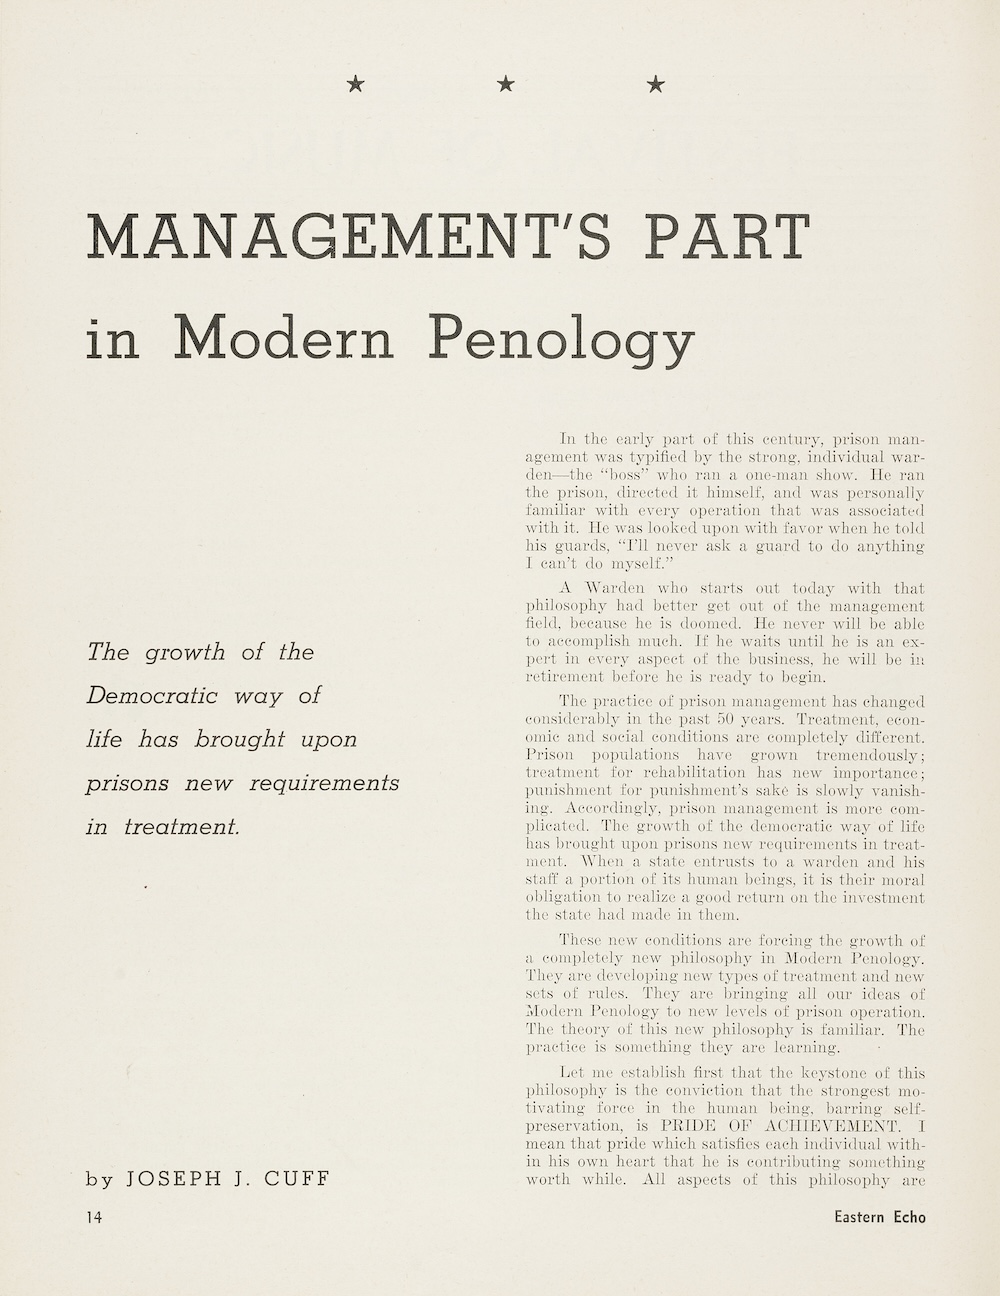 MANAGEMENT'S PART
in Modern Penology
The growth of the
Democratic way of
life has brought upon
prisons new requirements
in treatment.
by JOSEPH J. CUFF
In the early part of this century, prison man-
agement was typified by the strong, individual war-
den—the "boss" who ran a one-man show. He ran
the prison, directed it himself, and was personally
familiar with every operation that was associated
with it. He was looked upon with favor when he told
his guards, "I'll never ask a guard to do anything
I can't do myself."
A Warden who starts out today with that
philosophy had better get out of the management
field, because he is doomed. He never will be able
to accomplish much. If he waits until he is an ex-
pert in every aspect of the business, he will be in
retirement before he is ready to begin.
The practice of prison management has changed
considerably in the past 50 years. Treatment, econ-
omic and social conditions are completely different.
Prison populations have grown tremendously;
treatment for rehabilitation has new importance;
punishment for punishment's sake is slowly vanish-
ing. Accordingly, prison management is more com-
plicated. The growth of the democratic way of life
has brought upon prisons new requirements in treat-
ment. When a state entrusts to a warden and his
staff a portion of its human beings, it is their moral
obligation to realize a good return on the investment
the state had made in them.
These new conditions are forcing the growth of
a completely new philosophy in Modern Penology.
They are developing new types of treatment and new
sets of rules. They are bringing all our ideas of
Modern Penology to new levels of prison operation.
The theory of this new philosophy is familiar. The
practice is something they are learning.
Let me establish first that the keystone of this
philosophy is the conviction that the strongest mo-
tivating force in the human being, barring self-
preservation, is PRIDE OF ACHIEVEMENT. I
mean that pride which satisfies each individual with-
in his own heart that he is contributing something
worth while. All aspects of this philosophy are
14
Eastern Echo